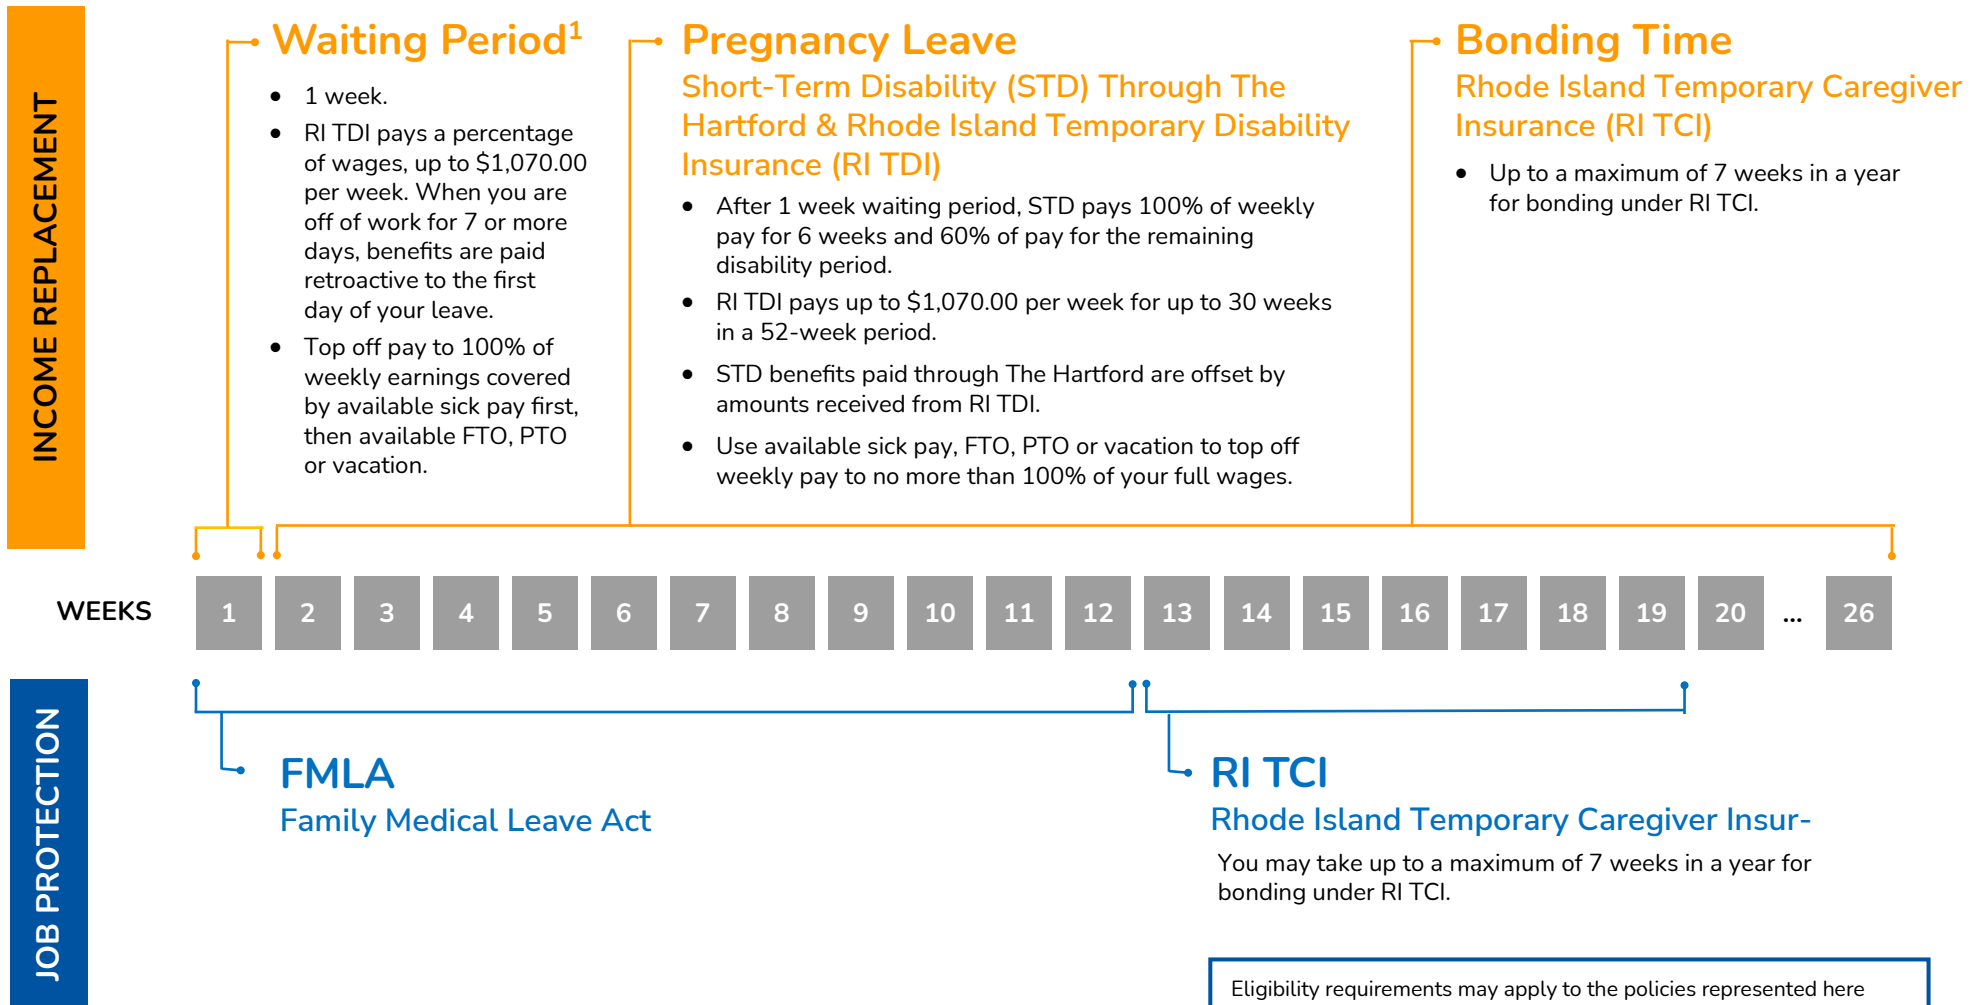 INCOME REPLACEMENT
Waiting Period¹
• 1 week.
• RI TDI pays a percentage
of wages, up to $1,070.00
per week. When you are
off of work for 7 or more
days, benefits are paid
retroactive to the first
day of your leave.
• Top off pay to 100% of
weekly earnings covered
by available sick pay first,
then available FTO, PTO
or vacation.
Pregnancy Leave
Short-Term Disability (STD) Through The
Hartford & Rhode Island Temporary Disability
Insurance (RI TDI)
• After 1 week waiting period, STD pays 100% of weekly
pay for 6 weeks and 60% of pay for the remaining
disability period.
• RI TDI pays up to $1,070.00 per week for up to 30 weeks
in a 52-week period.
• STD benefits paid through The Hartford are offset by
amounts received from RI TDI.
• Use available sick pay, FTO, PTO or vacation to top off
weekly pay to no more than 100% of your full wages.
Bonding Time
Rhode Island Temporary Caregiver
Insurance (RI TCI)
• Up to a maximum of 7 weeks in a year
for bonding under RI TCI.
WEEKS 1 2 3 4 5 6 7 8 9 10 11 12 13 14 15 16 17 18 19 20 ... 26
JOB PROTECTION
FMLA
Family Medical Leave Act
RI TCI
Rhode Island Temporary Caregiver Insur-
You may take up to a maximum of 7 weeks in a year for
bonding under RI TCI.
Eligibility requirements may apply to the policies represented here